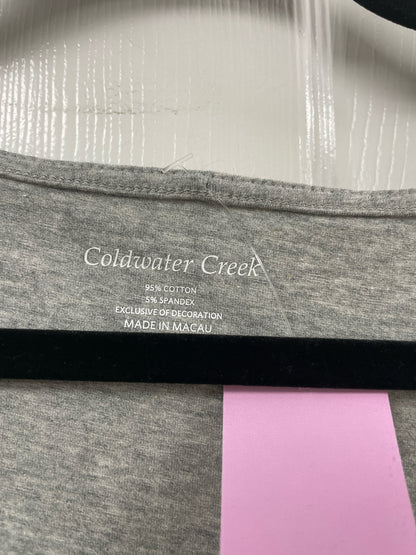 Coldwater Creek
95% COTTON
5% SPANDEX
EXCLUSIVE OF DECORATION
MADE IN MACAU